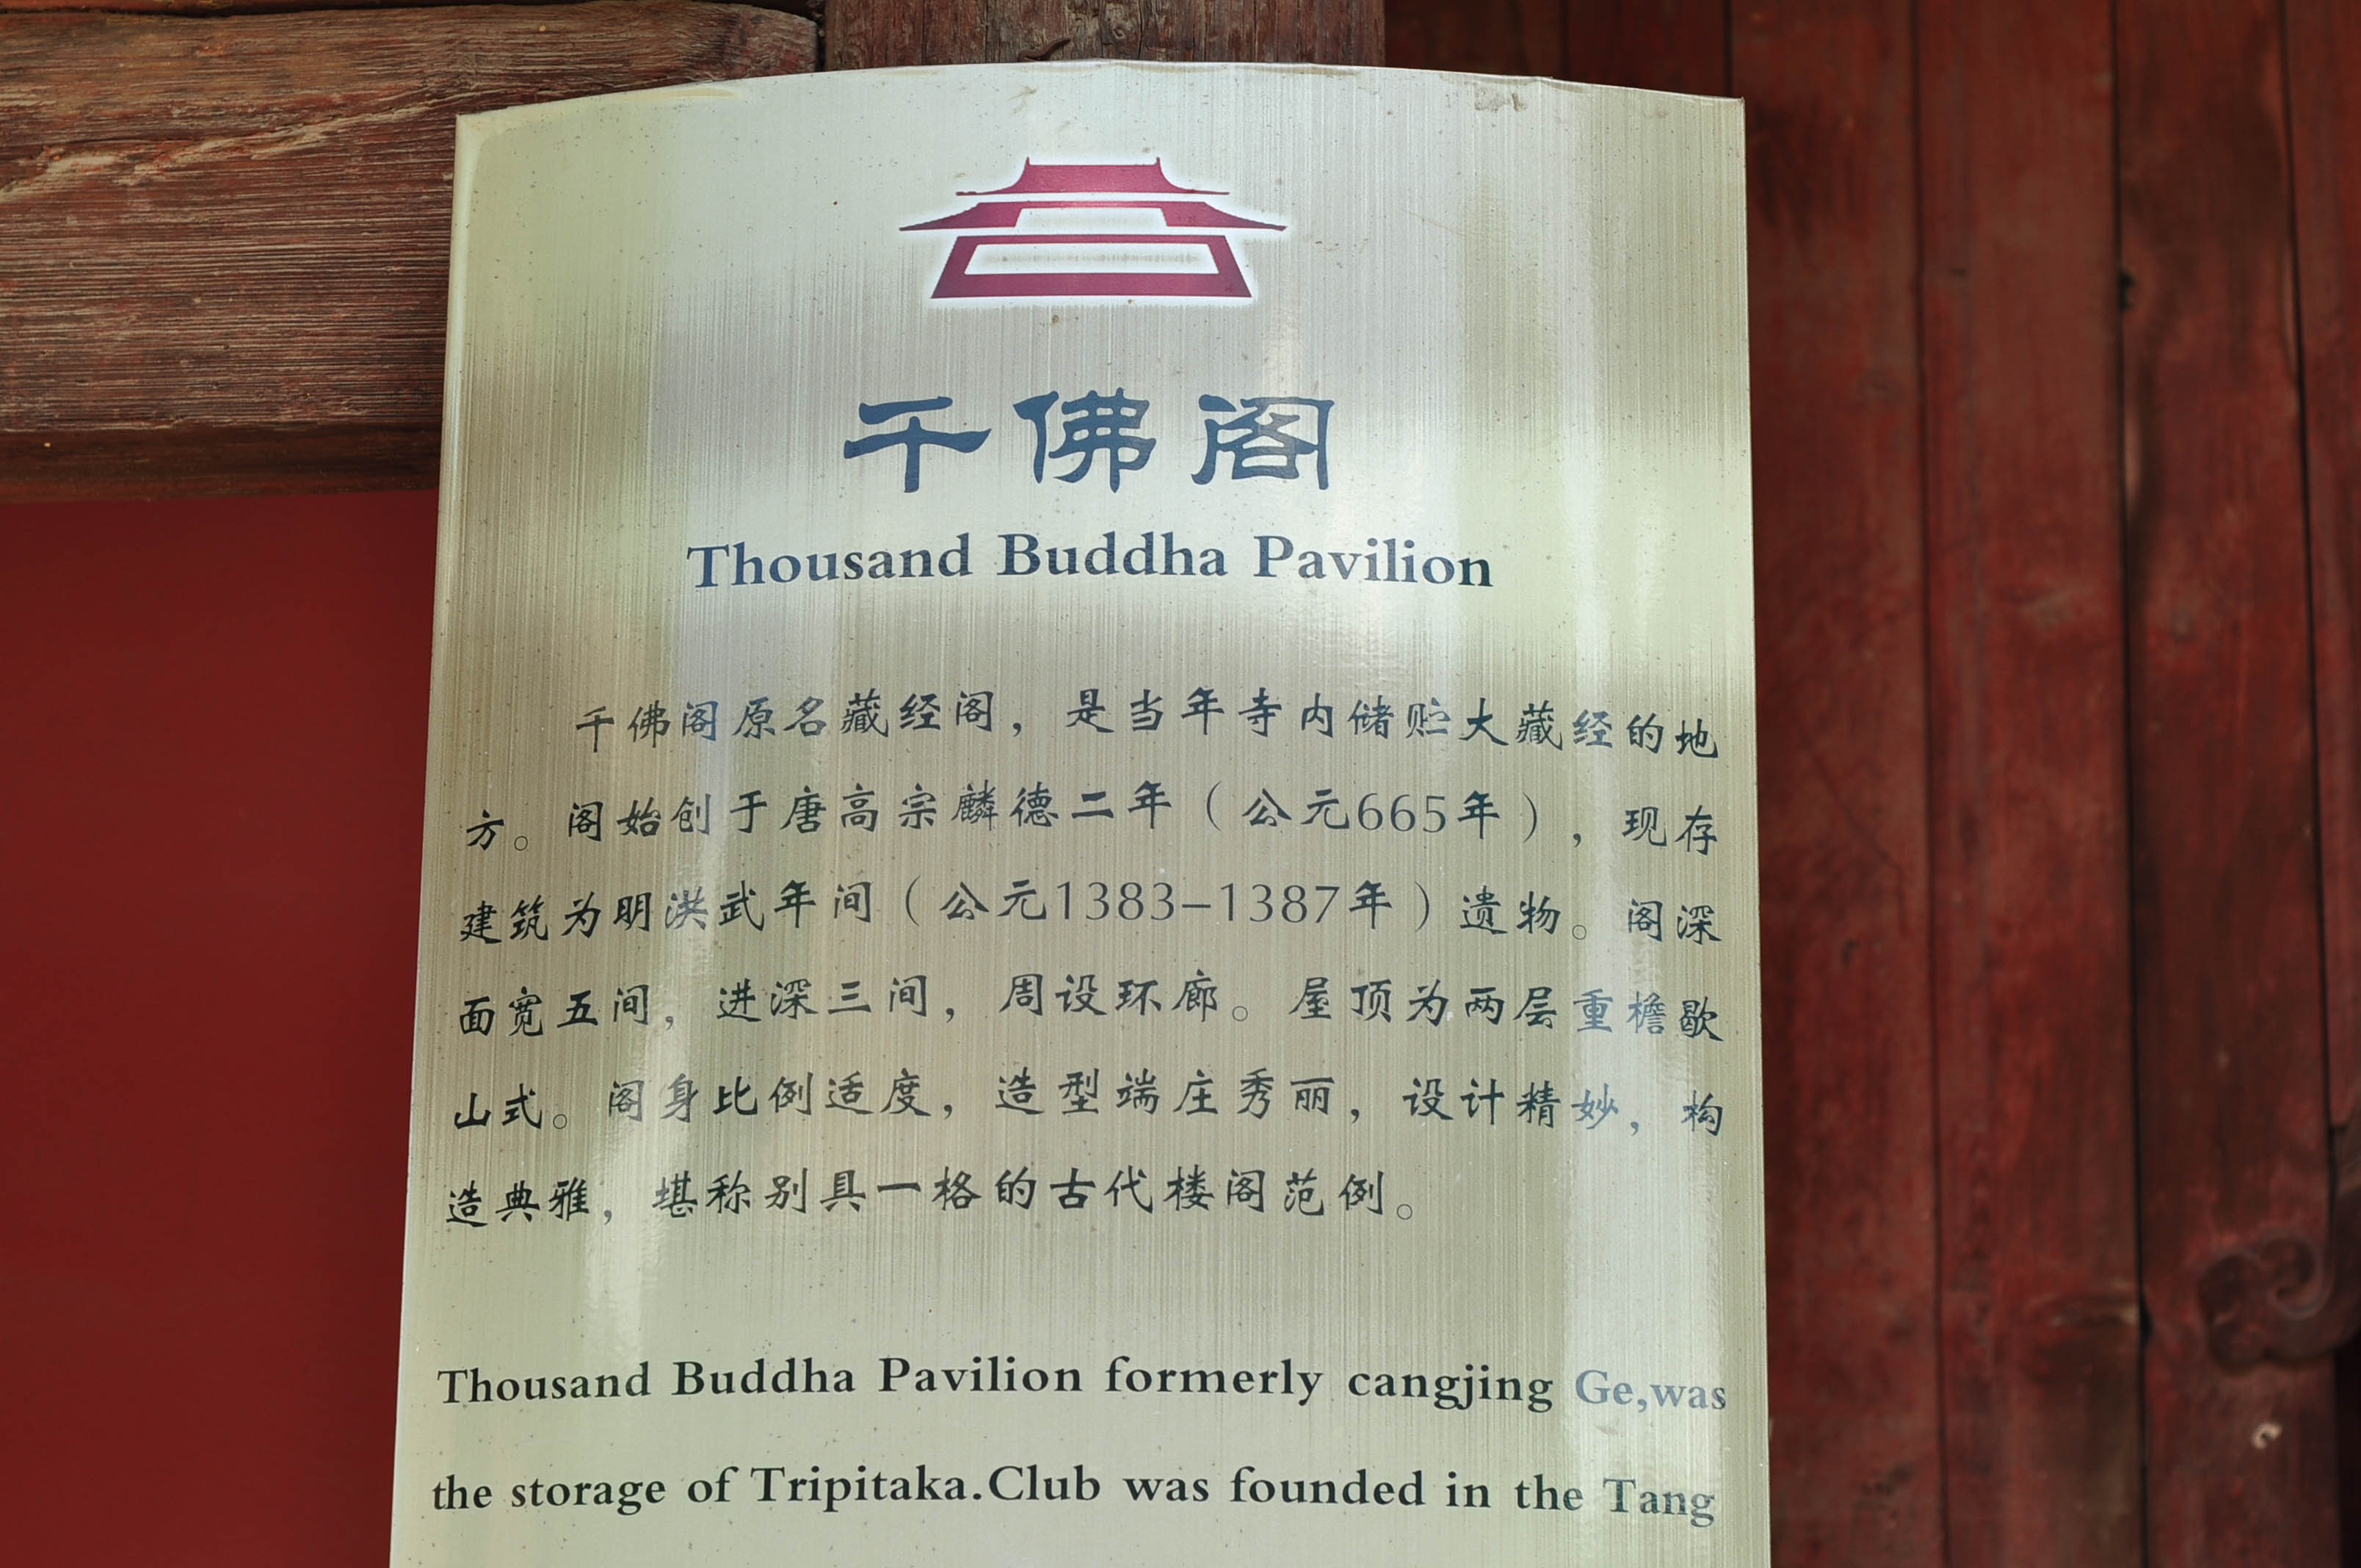 千佛阁
Thousand Buddha Pavilion
千佛阁原名藏经阁，是当年寺内储贮大藏经的地
方。阁始创于唐高宗麟德二年（公元665年），现存
建筑为明洪武年间（公元1383-1387年）遗物。阁深
面宽五间，进深三间，周设环廊。屋顶为两层重檐歇
山式。阁身比例适度，造型端庄秀丽，设计精妙，构
造典雅，堪称别具一格的古代楼阁范例。
Thousand Buddha Pavilion formerly cangjing Ge,was
the storage of Tripitaka.Club was founded in the Tang